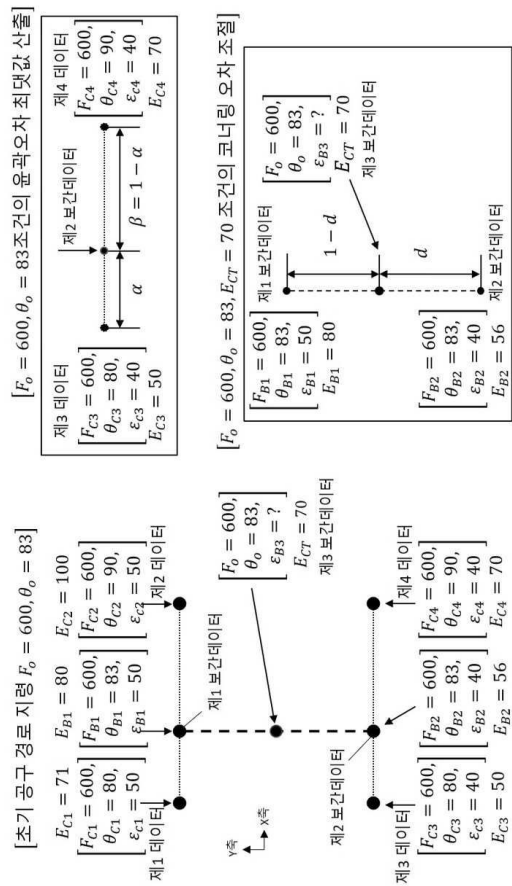 [초기 공구 경로 지령 F_o = 600, θ_o = 83]
E_C1 = 71
[F_C1 = 600,
θ_C1 = 80,
ε_c1 = 50]
제1 데이터
E_B1 = 80
[F_B1 = 600,
θ_B1 = 83,
ε_B1 = 50]
제1 보간데이터
E_C2 = 100
[F_C2 = 600,
θ_C2 = 90,
ε_c2 = 50]
제2 데이터
[F_o = 600,
θ_o = 83,
ε_B3 = ?]
E_CT = 70
제3 보간데이터
Y축
X축
제2 보간데이터
제3 데이터
[F_C3 = 600,
θ_C3 = 80,
ε_c3 = 40]
E_C3 = 50
[F_B2 = 600,
θ_B2 = 83,
ε_B2 = 40]
E_B2 = 56
제4 데이터
[F_C4 = 600,
θ_C4 = 90,
ε_c4 = 40]
E_C4 = 70
[F_o = 600, θ_o = 83조건의 윤곽오차 최댓값 산출]
제3 데이터
[F_C3 = 600,
θ_C3 = 80,
ε_c3 = 40]
E_C3 = 50
제2 보간데이터
α
β = 1 − α
제4 데이터
[F_C4 = 600,
θ_C4 = 90,
ε_c4 = 40]
E_C4 = 70
[F_o = 600, θ_o = 83, E_CT = 70 조건의 코너링 오차 조절]
제1 보간데이터
[F_B1 = 600,
θ_B1 = 83,
ε_B1 = 50]
E_B1 = 80
1 − d
d
[F_o = 600,
θ_o = 83,
ε_B3 = ?]
E_CT = 70
제3 보간데이터
[F_B2 = 600,
θ_B2 = 83,
ε_B2 = 40]
E_B2 = 56
제2 보간데이터